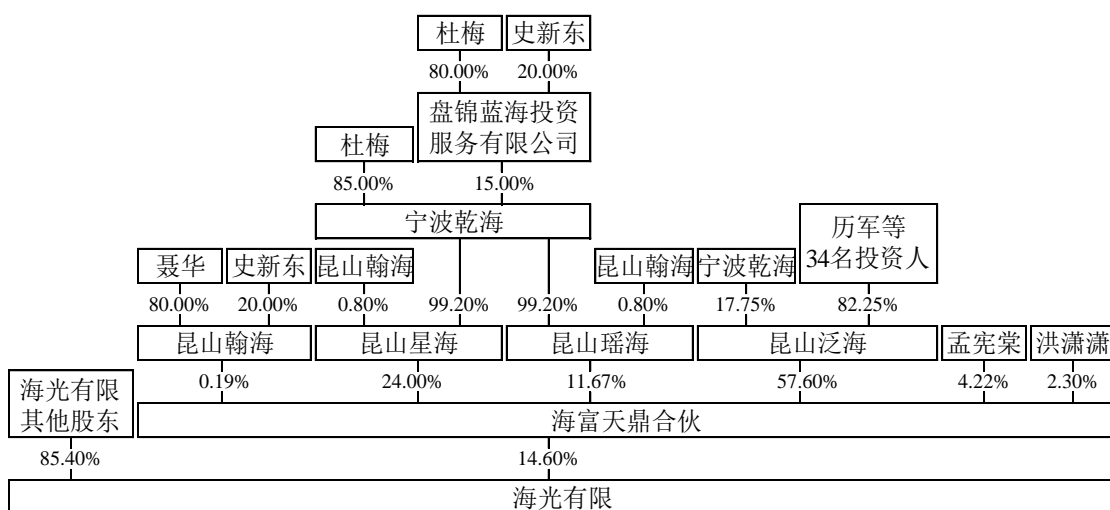 杜梅
史新东
80.00%
20.00%
盘锦蓝海投资
服务有限公司
杜梅
85.00%
15.00%
宁波乾海
历军等
34名投资人
聂华
史新东
昆山翰海
昆山翰海
宁波乾海
80.00%
20.00%
0.80%
99.20%
99.20%
0.80%
17.75%
82.25%
昆山翰海
昆山星海
昆山瑶海
昆山泛海
孟宪棠
洪潇潇
海光有限
其他股东
0.19%
24.00%
11.67%
57.60%
4.22%
2.30%
海富天鼎合伙
85.40%
14.60%
海光有限